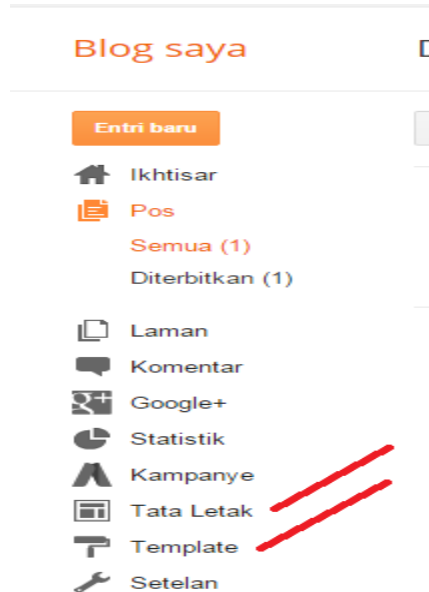 Blog saya
Entri baru
Ikhtisar
Pos
Semua (1)
Diterbitkan (1)
Laman
Komentar
Google+
Statistik
Kampanye
Tata Letak
Template
Setelan